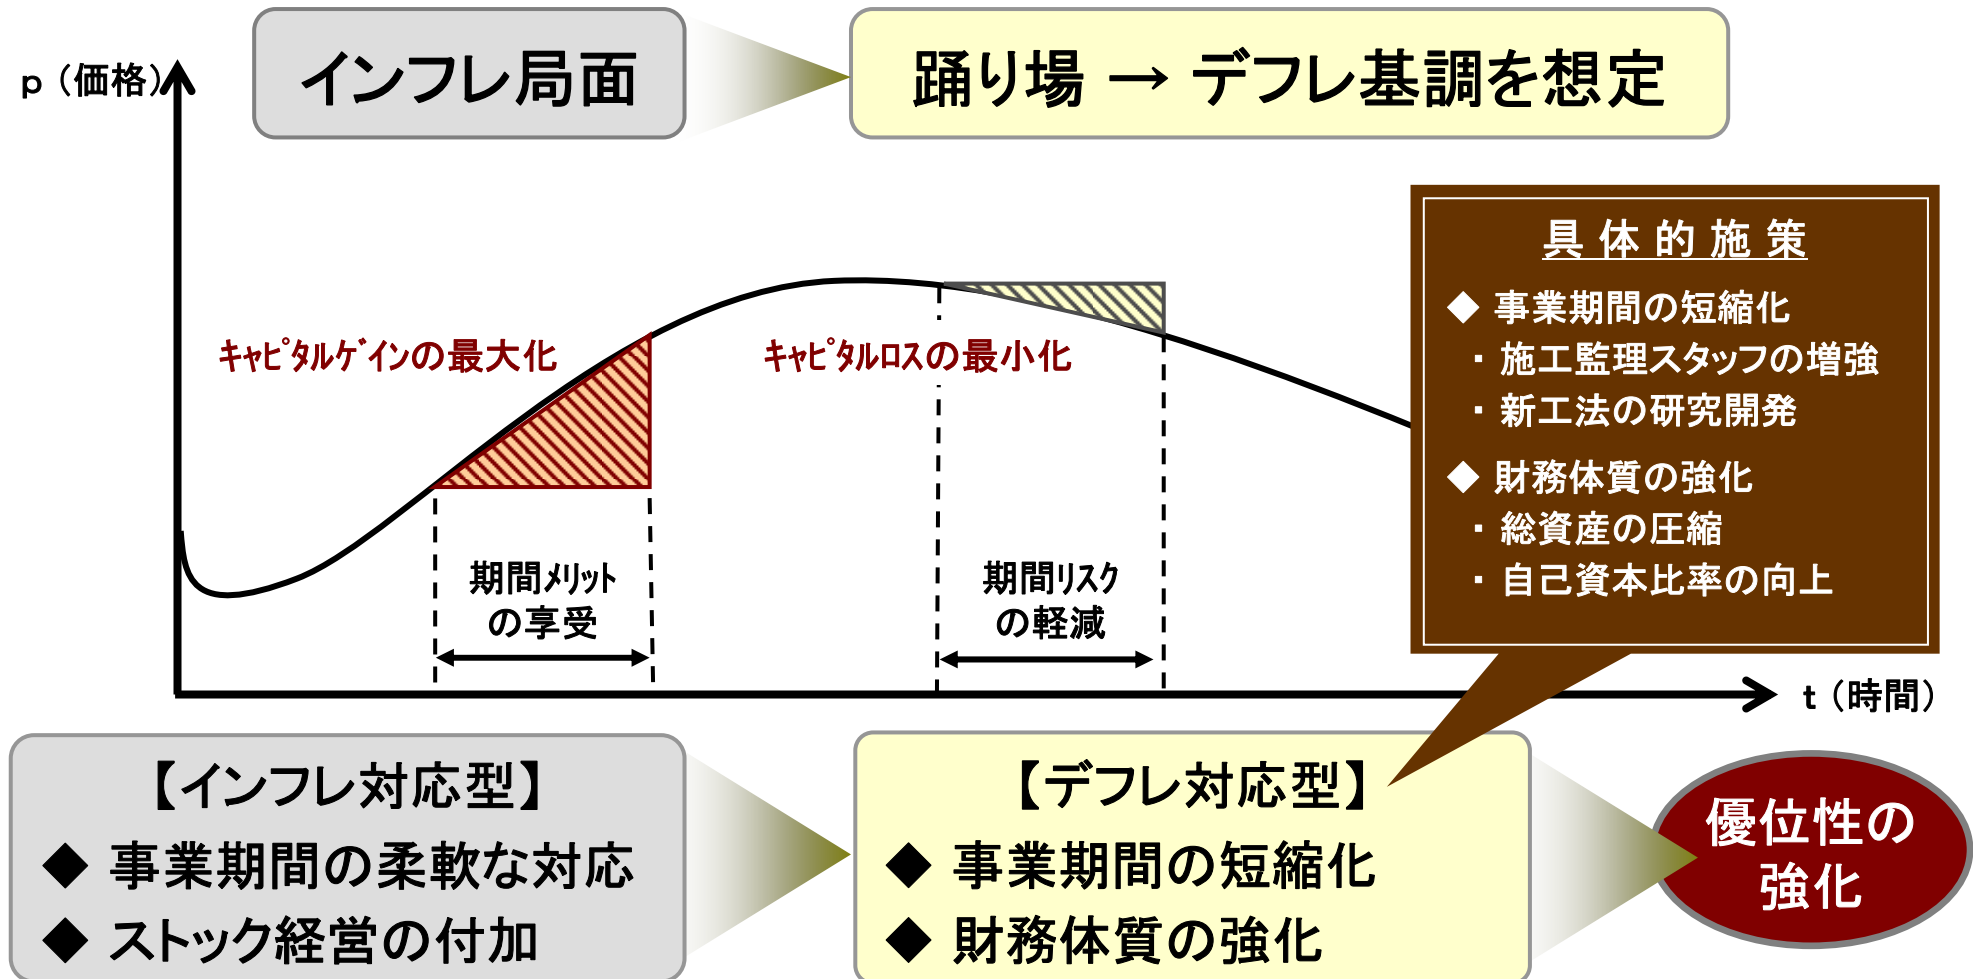 インフレ局面
踊り場 → デフレ基調を想定
p（価格）
具体的施策
◆ 事業期間の短縮化
・施工監理スタッフの増強
・新工法の研究開発
◆ 財務体質の強化
・総資産の圧縮
・自己資本比率の向上
ｷｬﾋﾟﾀﾙｹﾞｲﾝの最大化
ｷｬﾋﾟﾀﾙﾛｽの最小化
期間ﾒﾘｯﾄ
の享受
期間ﾘｽｸ
の軽減
t（時間）
【インフレ対応型】
◆ 事業期間の柔軟な対応
◆ ストック経営の付加
【デフレ対応型】
◆ 事業期間の短縮化
◆ 財務体質の強化
優位性の
強化